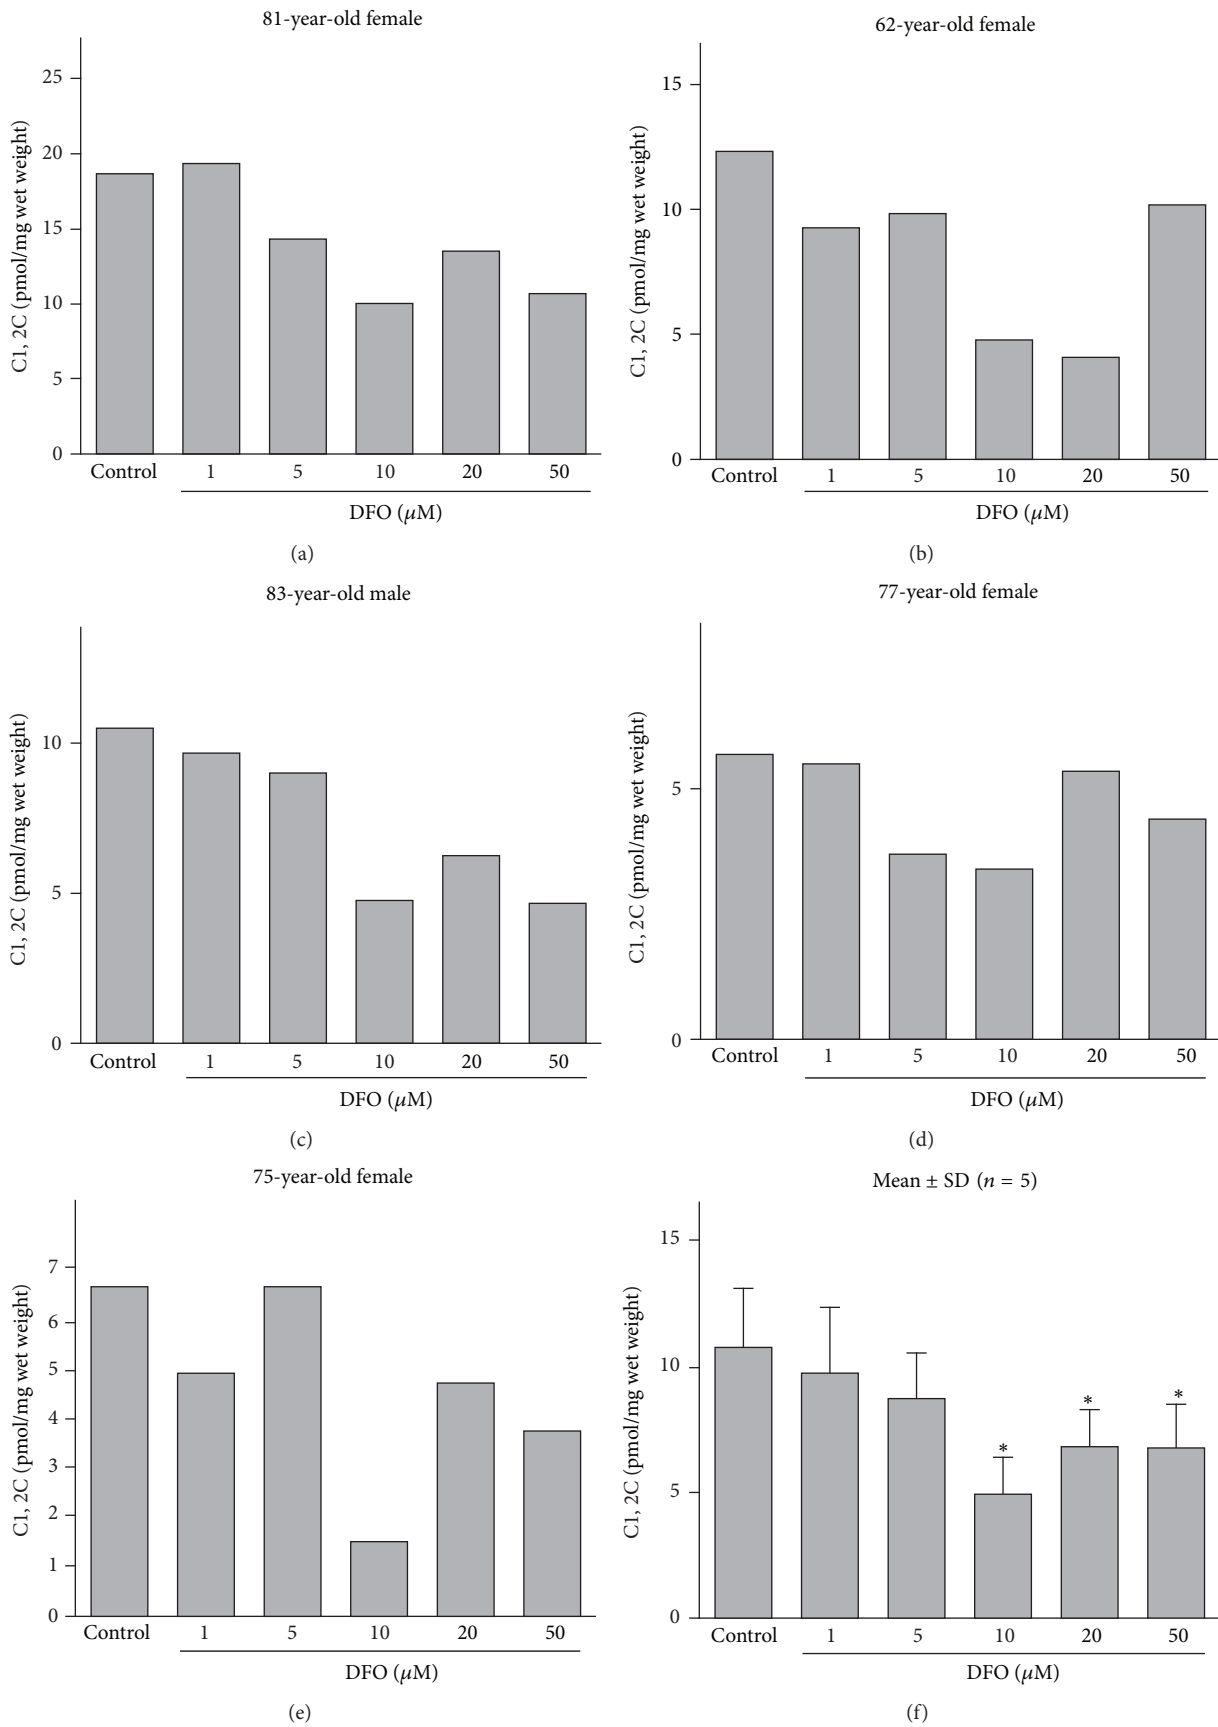 81-year-old female
C1, 2C (pmol/mg wet weight)
25
20
15
10
5
0
Control 1 5 10 20 50
DFO (μM)
(a)
62-year-old female
C1, 2C (pmol/mg wet weight)
15
10
5
0
Control 1 5 10 20 50
DFO (μM)
(b)
83-year-old male
C1, 2C (pmol/mg wet weight)
10
5
0
Control 1 5 10 20 50
DFO (μM)
(c)
77-year-old female
C1, 2C (pmol/mg wet weight)
5
0
Control 1 5 10 20 50
DFO (μM)
(d)
75-year-old female
C1, 2C (pmol/mg wet weight)
7
6
5
4
3
2
1
0
Control 1 5 10 20 50
DFO (μM)
(e)
Mean ± SD (n = 5)
C1, 2C (pmol/mg wet weight)
15
10
5
0
* * *
Control 1 5 10 20 50
DFO (μM)
(f)